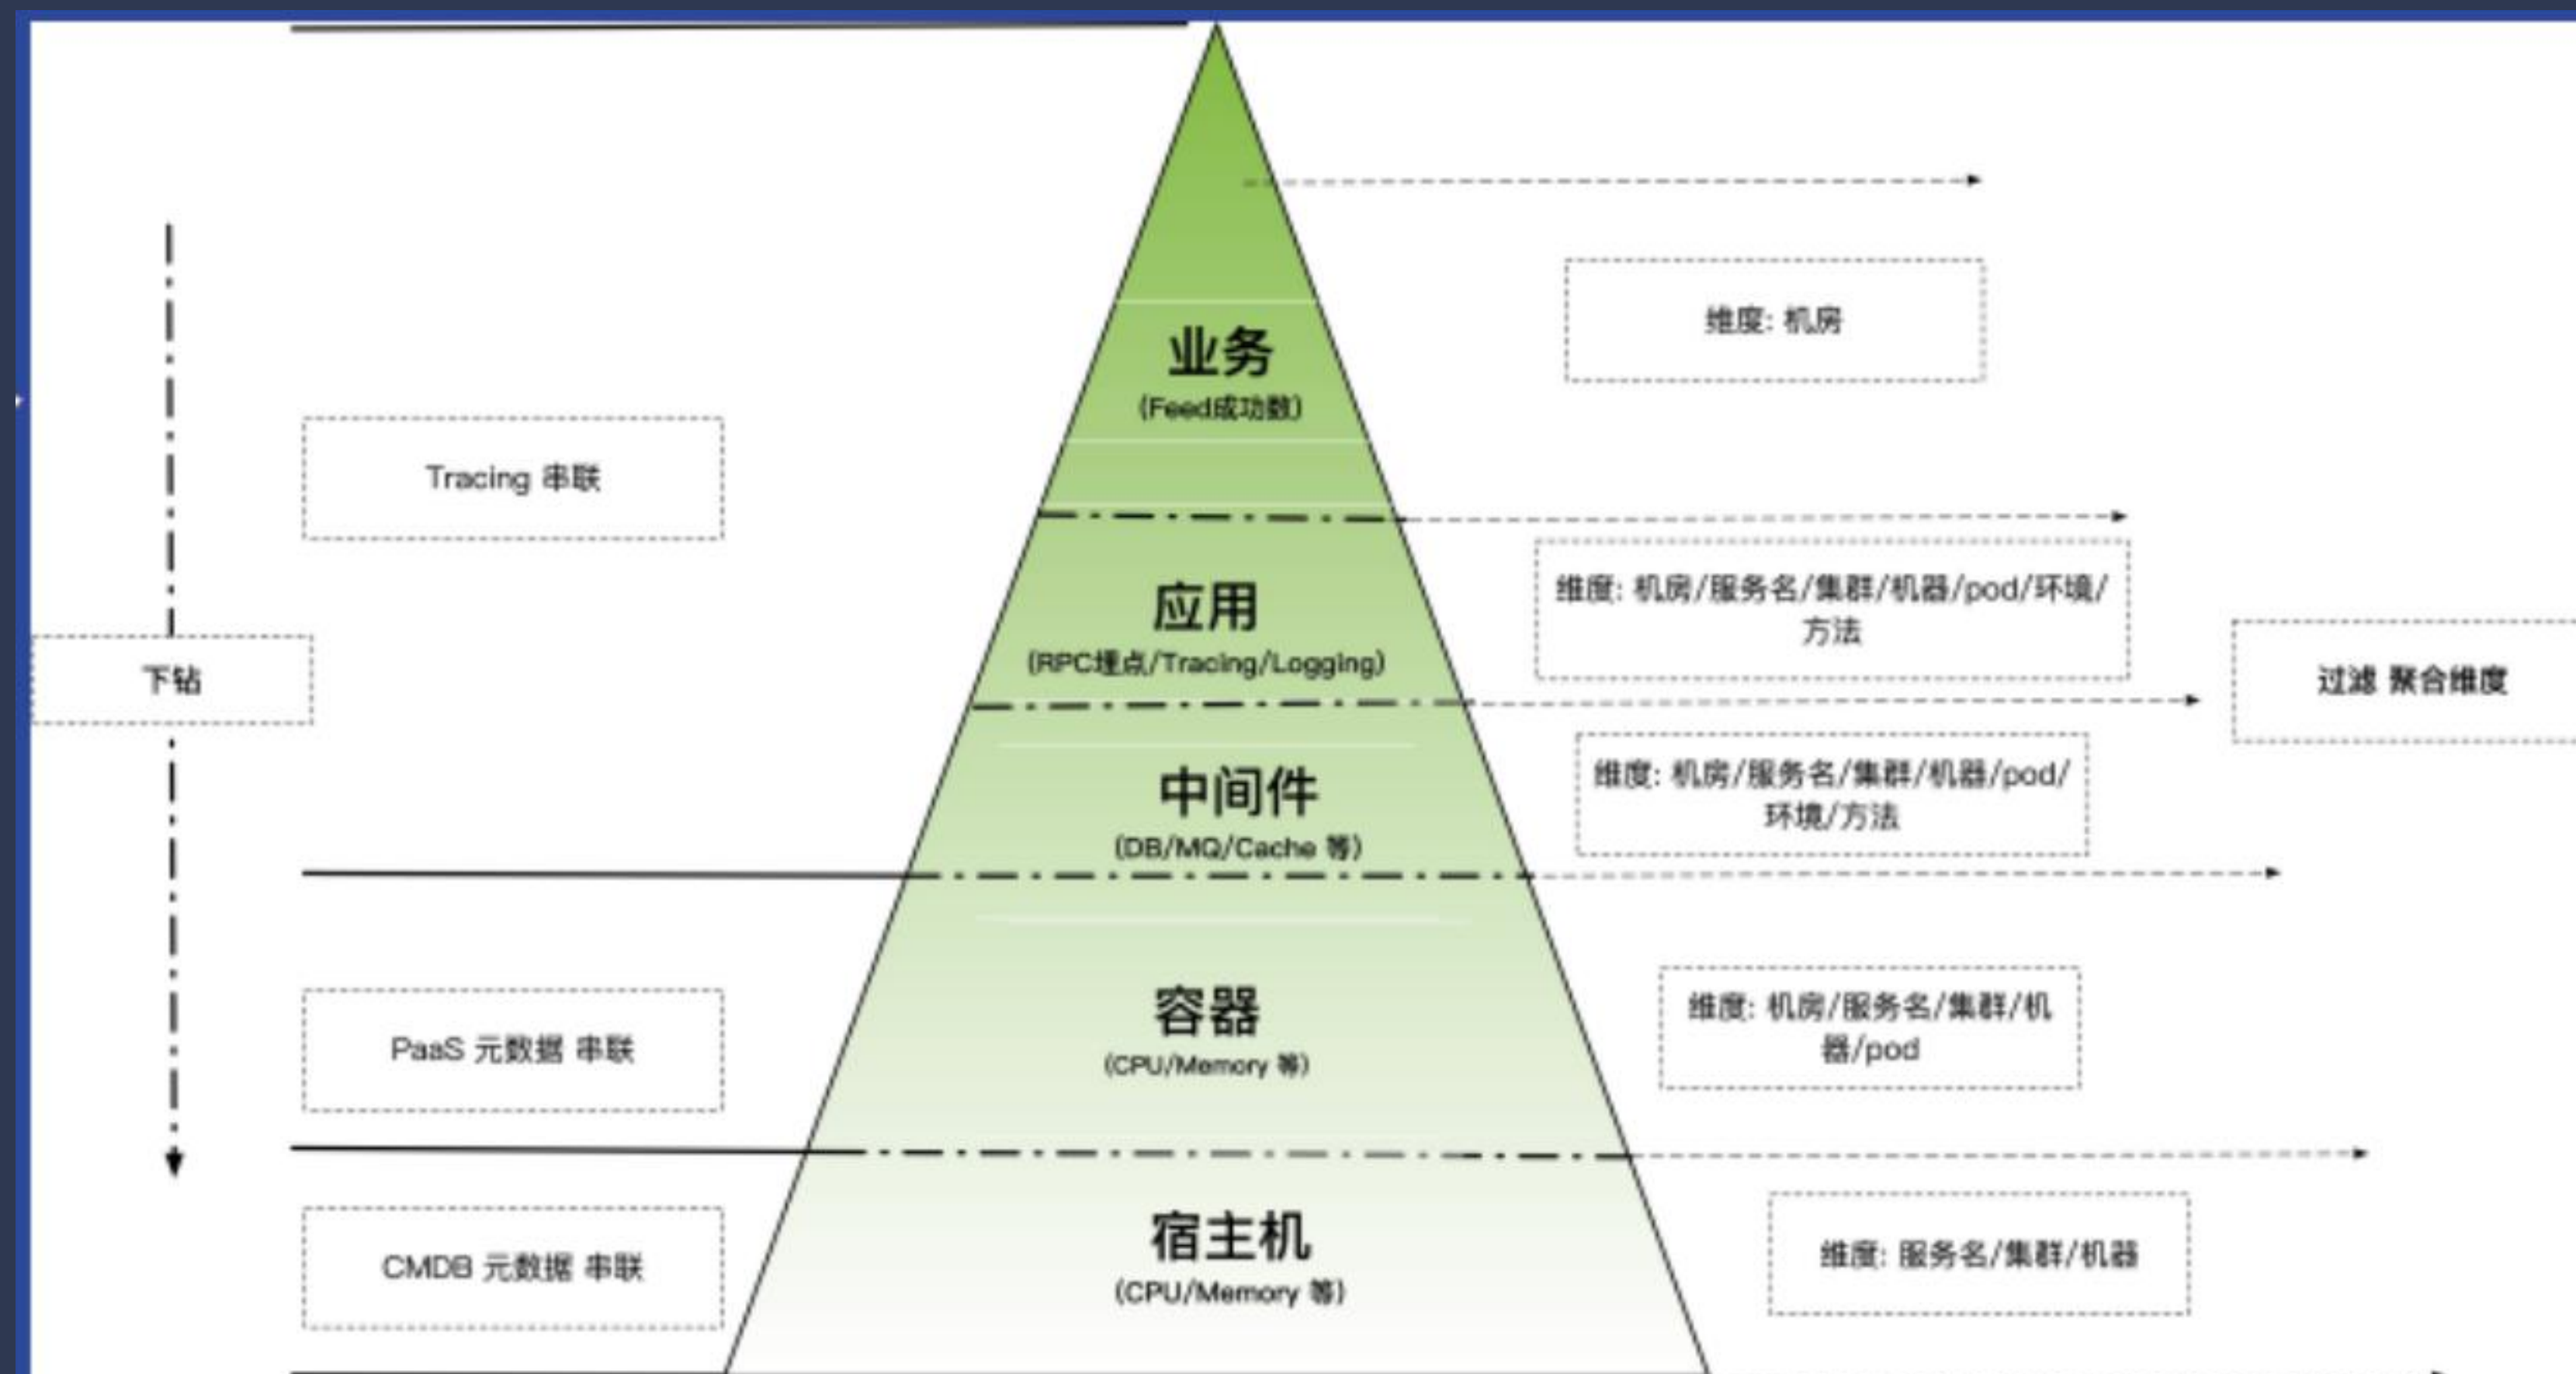 业务
(Feed成功数)
维度: 机房
Tracing 串联
应用
(RPC埋点/Tracing/Logging)
维度: 机房/服务名/集群/机器/pod/环境/
方法
下钻
过滤 聚合维度
中间件
(DB/MQ/Cache 等)
维度: 机房/服务名/集群/机器/pod/
环境/方法
容器
(CPU/Memory 等)
PaaS 元数据 串联
维度: 机房/服务名/集群/机
器/pod
宿主机
(CPU/Memory 等)
CMDB 元数据 串联
维度: 服务名/集群/机器